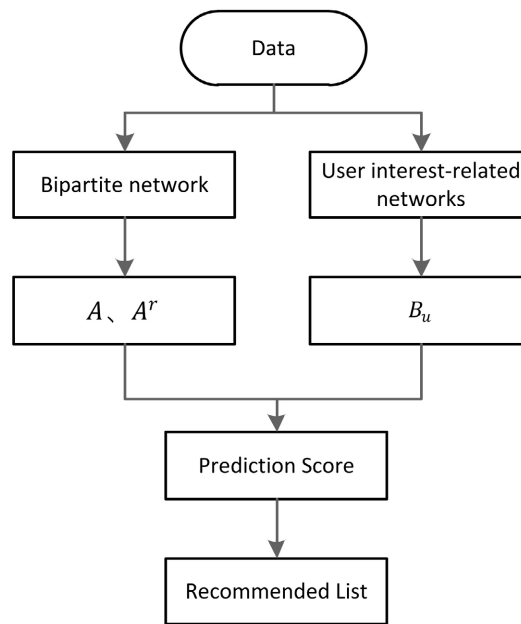 Data
Bipartite network
User interest-related
networks
A、A^r
B_u
Prediction Score
Recommended List